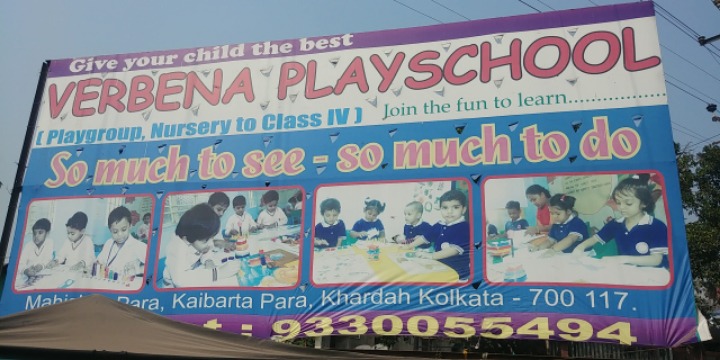 Give your child the best
VERBENA PLAYSCHOOL
( Playgroup, Nursery to Class IV )
Join the fun to learn..................
So much to see - so much to do
Para, Kaibarta Para, Khardah Kolkata - 700 117.
: 9330055494